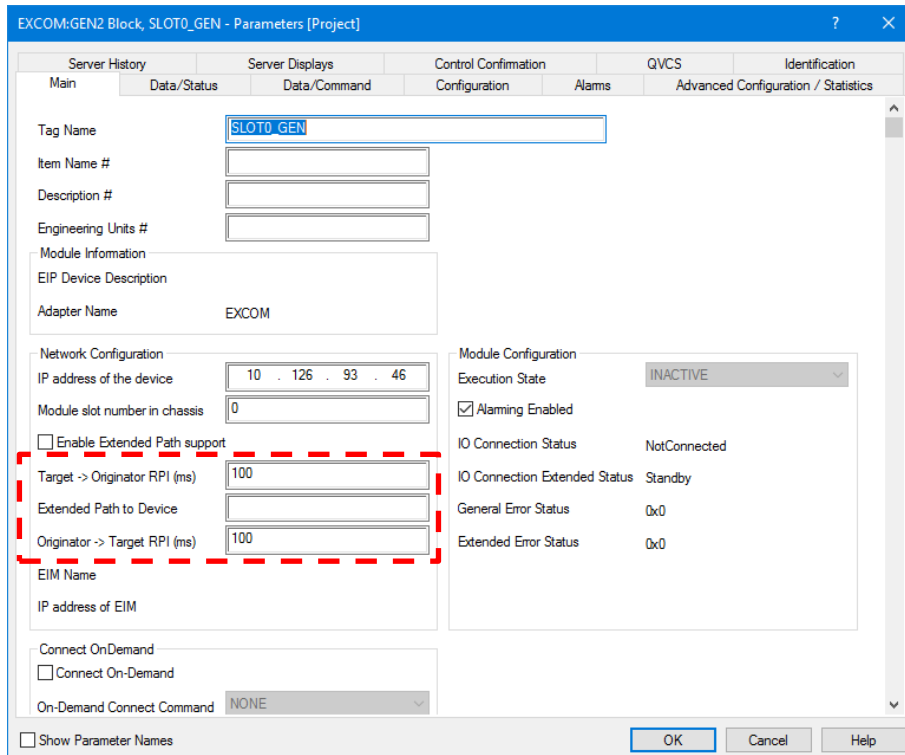 EXCOM:GEN2 Block, SLOT0_GEN - Parameters [Project] ? ×
Server History Server Displays Control Confirmation QVCS Identification
Main Data/Status Data/Command Configuration Alarms Advanced Configuration / Statistics
Tag Name SLOT0_GEN
Item Name #
Description #
Engineering Units #
Module Information
EIP Device Description
Adapter Name EXCOM
Network Configuration
IP address of the device 10 . 126 . 93 . 46
Module slot number in chassis 0
Enable Extended Path support
Target -> Originator RPI (ms) 100
Extended Path to Device
Originator -> Target RPI (ms) 100
EIM Name
IP address of EIM
Module Configuration
Execution State INACTIVE
Alarming Enabled
IO Connection Status NotConnected
IO Connection Extended Status Standby
General Error Status 0x0
Extended Error Status 0x0
Connect OnDemand
Connect On-Demand
On-Demand Connect Command NONE
Show Parameter Names
OK Cancel Help